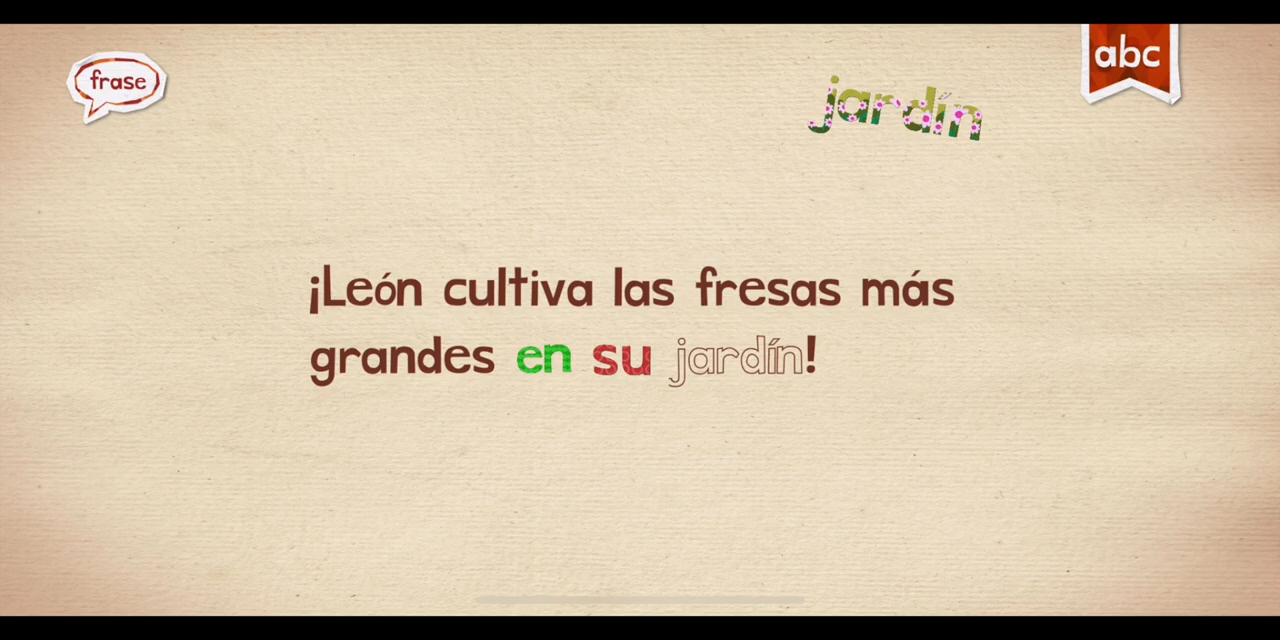 frase
abc
jardín
¡León cultiva las fresas más
grandes en su jardín!